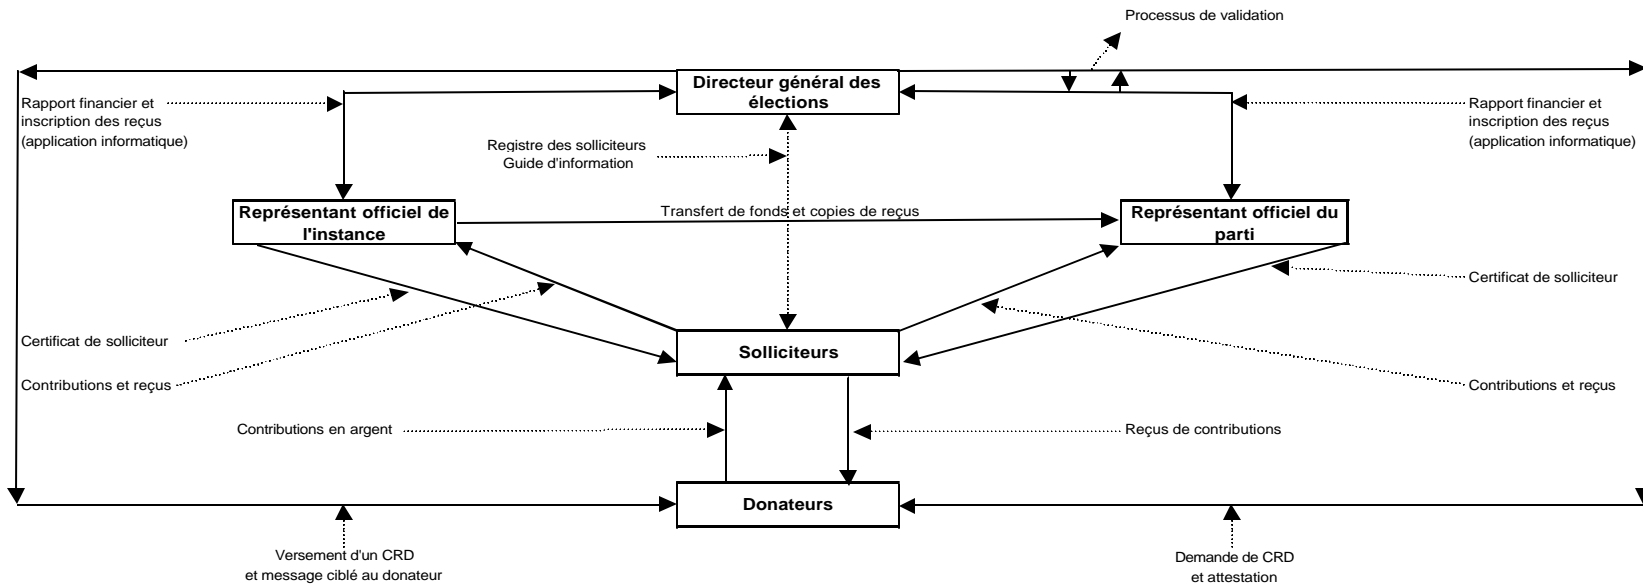 Processus de validation
Directeur général des
élections
Rapport financier et
inscription des reçus
(application informatique)
Rapport financier et
inscription des reçus
(application informatique)
Registre des solliciteurs
Guide d'information
Représentant officiel de
l'instance
Transfert de fonds et copies de reçus
Représentant officiel du
parti
Certificat de solliciteur
Certificat de solliciteur
Solliciteurs
Contributions et reçus
Contributions et reçus
Contributions en argent
Reçus de contributions
Donateurs
Versement d'un CRD
et message ciblé au donateur
Demande de CRD
et attestation